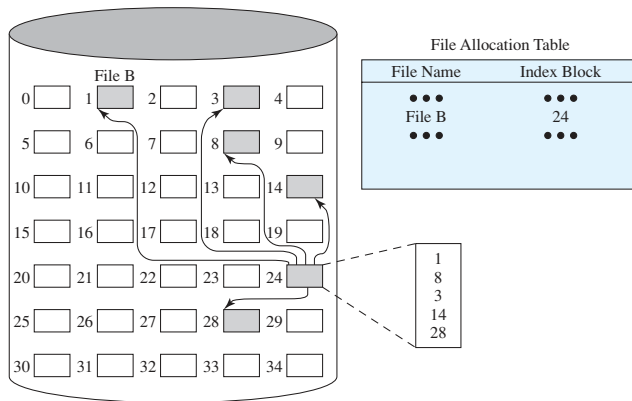 File B
0 1 2 3 4
5 6 7 8 9
10 11 12 13 14
15 16 17 18 19
20 21 22 23 24
25 26 27 28 29
30 31 32 33 34
File Allocation Table
File Name Index Block
••• •••
File B 24
••• •••
1
8
3
14
28